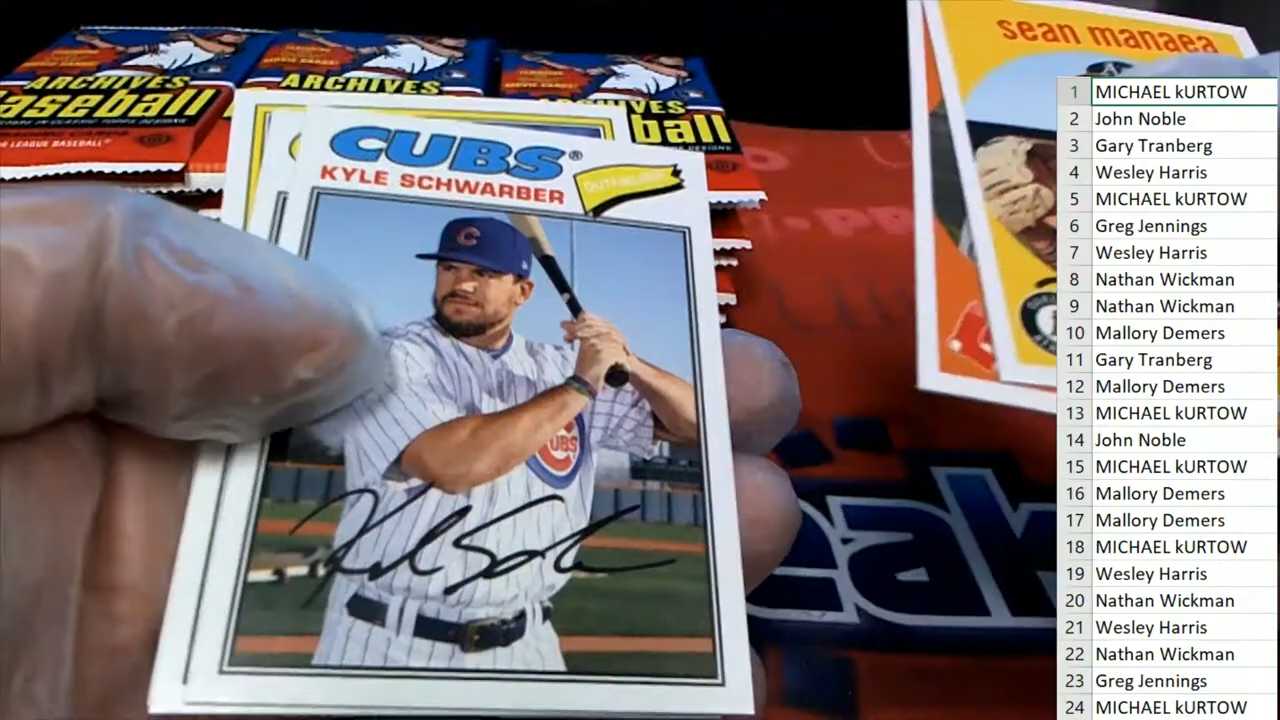 ARCHIVES
Baseball
LEAGUE BASEBALL
ARCHIVES
ball
CUBS®
KYLE SCHWARBER
OUTFIELDER
C
CUBS
sean manaea
1 MICHAEL kURTOW
2 John Noble
3 Gary Tranberg
4 Wesley Harris
5 MICHAEL kURTOW
6 Greg Jennings
7 Wesley Harris
8 Nathan Wickman
9 Nathan Wickman
10 Mallory Demers
11 Gary Tranberg
12 Mallory Demers
13 MICHAEL kURTOW
14 John Noble
15 MICHAEL kURTOW
16 Mallory Demers
17 Mallory Demers
18 MICHAEL kURTOW
19 Wesley Harris
20 Nathan Wickman
21 Wesley Harris
22 Nathan Wickman
23 Greg Jennings
24 MICHAEL kURTOW